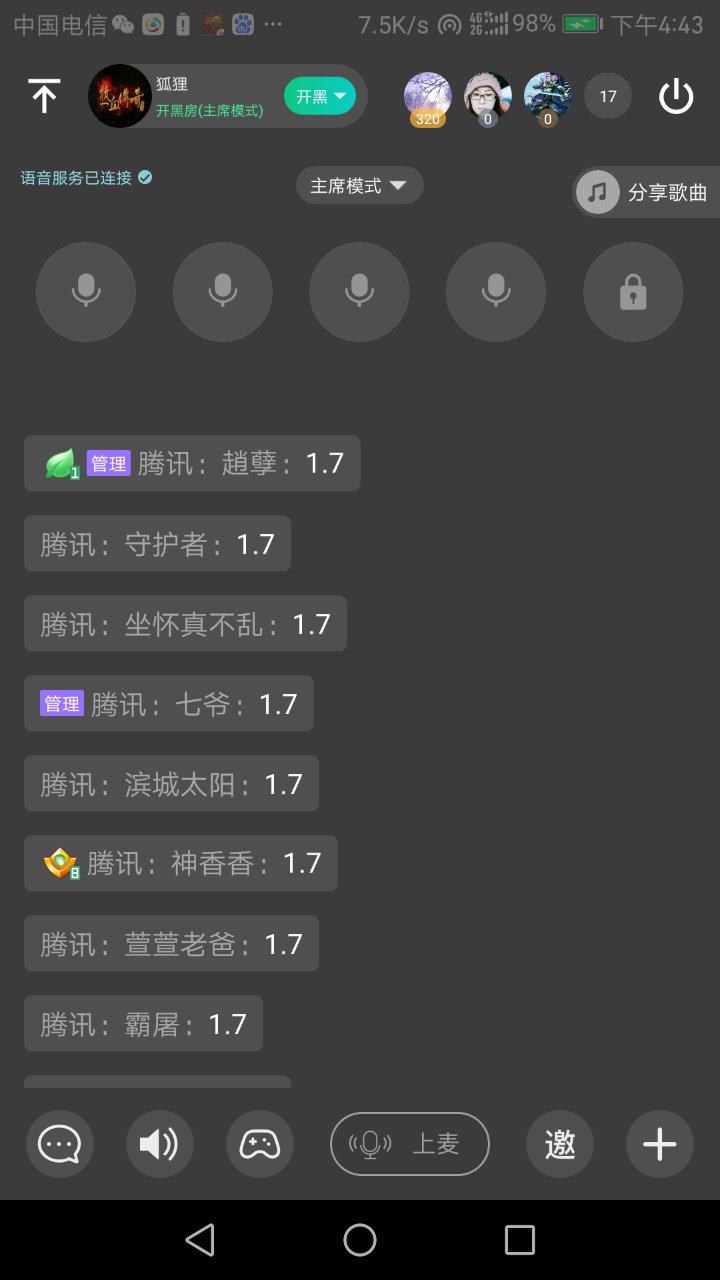 中国电信 ... 7.5K/s 4G 2G 98% 下午4:43
狐狸
开黑房(主席模式)
开黑
320
0
0
17
语音服务已连接
主席模式
分享歌曲
1 管理 腾讯：趙孽：1.7
腾讯：守护者：1.7
腾讯：坐怀真不乱：1.7
管理 腾讯：七爷：1.7
腾讯：滨城太阳：1.7
8 腾讯：神香香：1.7
腾讯：萱萱老爸：1.7
腾讯：霸屠：1.7
上麦
邀